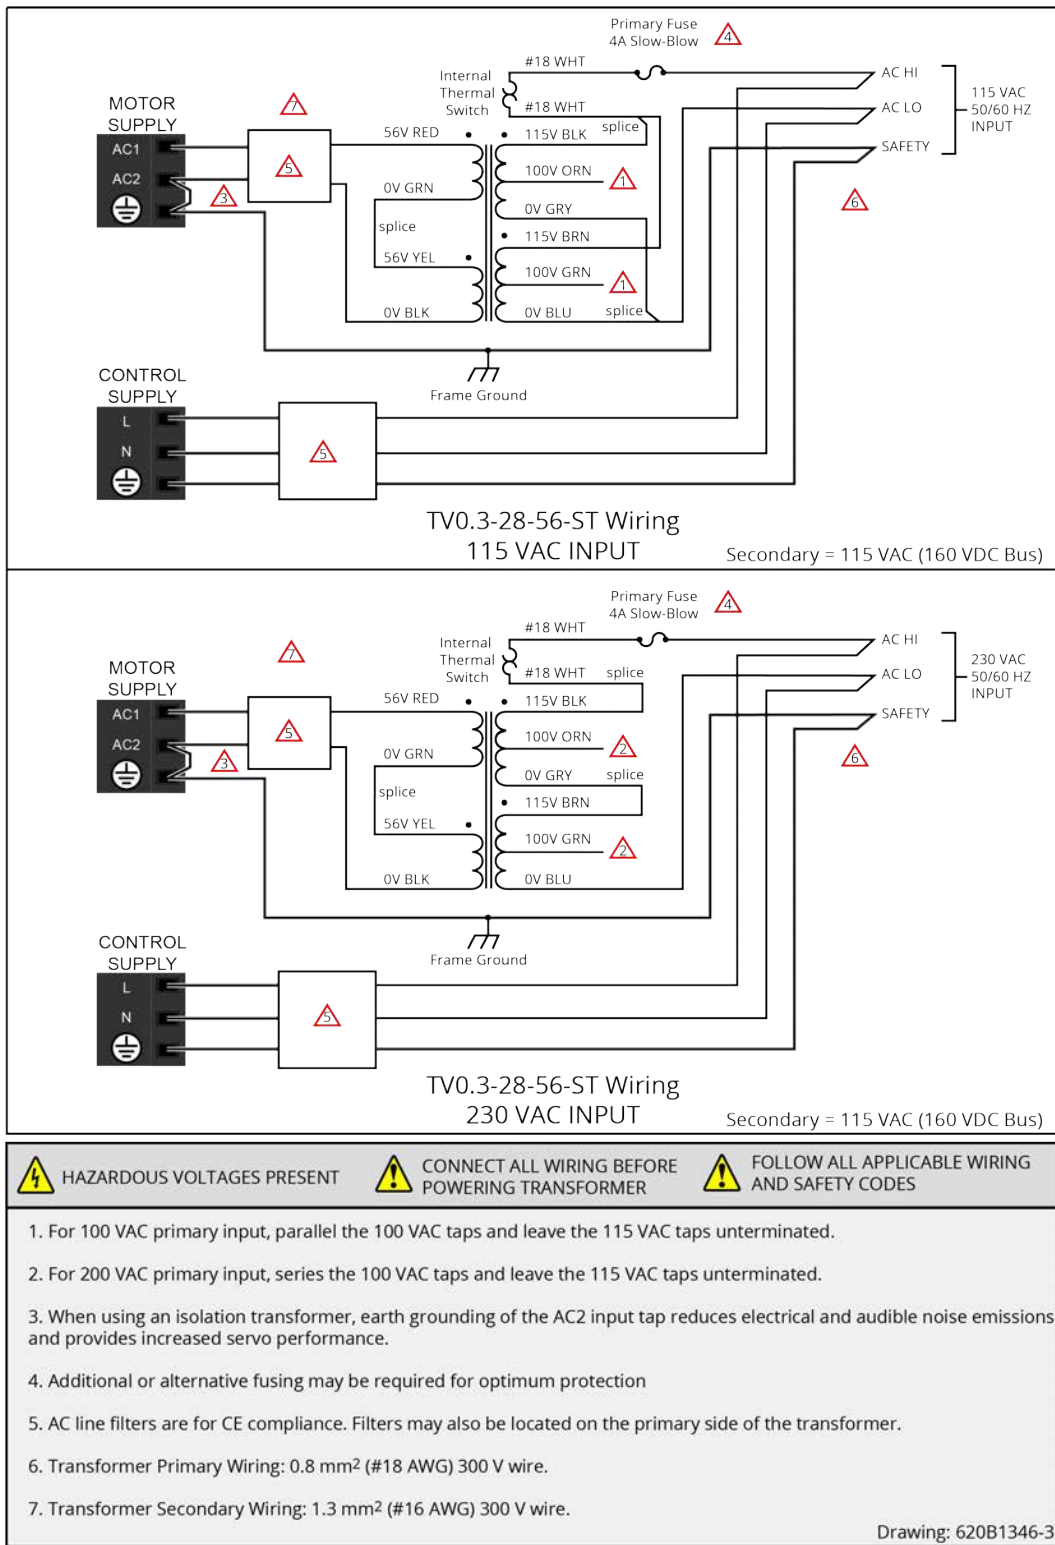 Primary Fuse
4A Slow-Blow
4
#18 WHT
AC HI
Internal
Thermal
Switch
115 VAC
50/60 HZ
INPUT
7
MOTOR
SUPPLY
#18 WHT
AC LO
56V RED
115V BLK
splice
AC1
SAFETY
5
100V ORN
1
AC2
3
0V GRN
6
0V GRY
splice
115V BRN
56V YEL
100V GRN
1
0V BLK
0V BLU
splice
CONTROL
SUPPLY
Frame Ground
L
N
5
TV0.3-28-56-ST Wiring
115 VAC INPUT
Secondary = 115 VAC (160 VDC Bus)
Primary Fuse
4A Slow-Blow
4
#18 WHT
AC HI
Internal
Thermal
Switch
230 VAC
50/60 HZ
INPUT
7
MOTOR
SUPPLY
#18 WHT
splice
AC LO
56V RED
115V BLK
AC1
SAFETY
5
100V ORN
2
AC2
3
0V GRN
6
0V GRY
splice
splice
115V BRN
56V YEL
100V GRN
2
0V BLK
0V BLU
CONTROL
SUPPLY
Frame Ground
L
N
5
TV0.3-28-56-ST Wiring
230 VAC INPUT
Secondary = 115 VAC (160 VDC Bus)
HAZARDOUS VOLTAGES PRESENT
CONNECT ALL WIRING BEFORE
POWERING TRANSFORMER
FOLLOW ALL APPLICABLE WIRING
AND SAFETY CODES
1. For 100 VAC primary input, parallel the 100 VAC taps and leave the 115 VAC taps unterminated.
2. For 200 VAC primary input, series the 100 VAC taps and leave the 115 VAC taps unterminated.
3. When using an isolation transformer, earth grounding of the AC2 input tap reduces electrical and audible noise emissions
and provides increased servo performance.
4. Additional or alternative fusing may be required for optimum protection
5. AC line filters are for CE compliance. Filters may also be located on the primary side of the transformer.
6. Transformer Primary Wiring: 0.8 mm² (#18 AWG) 300 V wire.
7. Transformer Secondary Wiring: 1.3 mm² (#16 AWG) 300 V wire.
Drawing: 620B1346-3